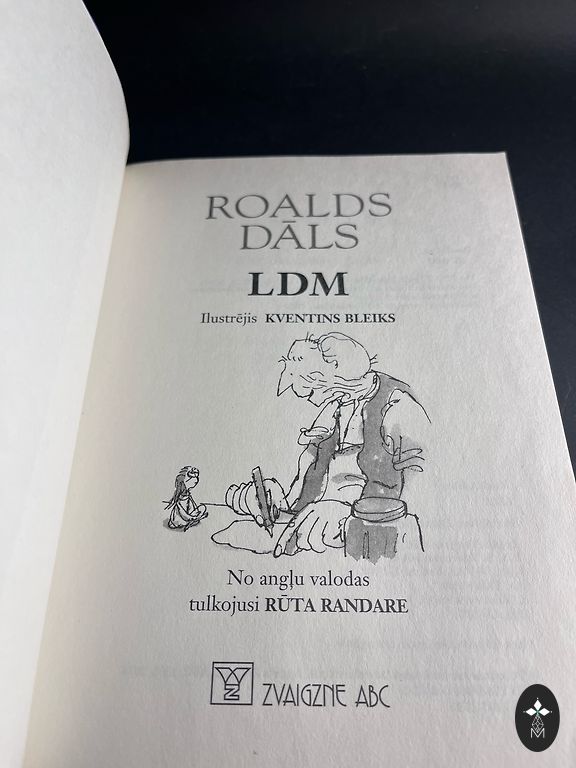 ROALDS
DĀLS
LDM
Ilustrējis KVENTINS BLEIKS
No angļu valodas
tulkojusi RŪTA RANDARE
ZVAIGZNE ABC
M